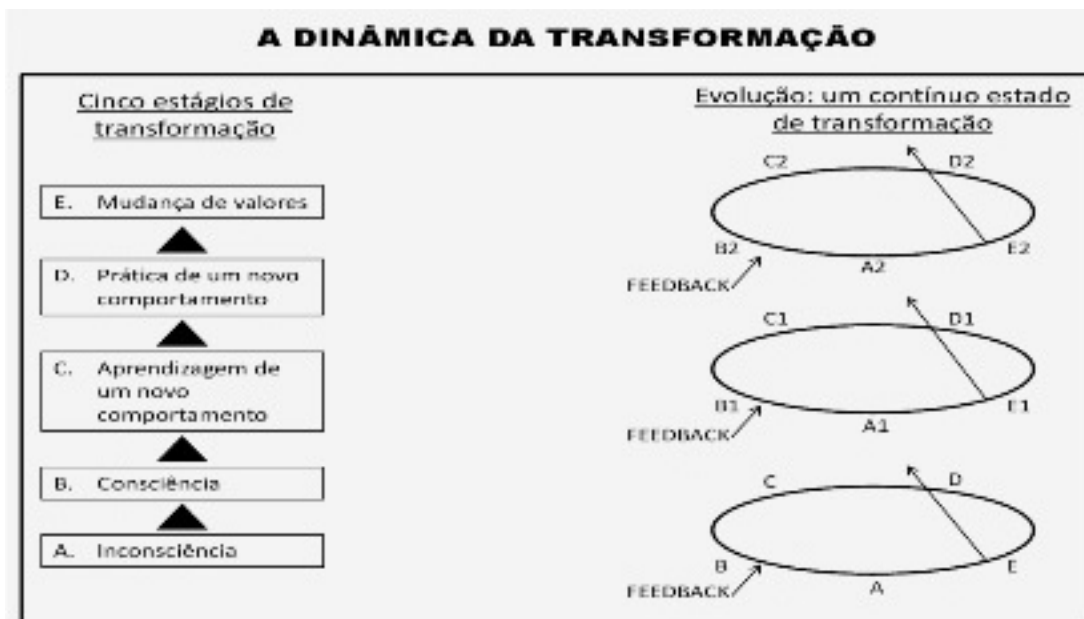 A DINÂMICA DA TRANSFORMAÇÃO
Cinco estágios de
transformação
E. Mudança de valores
D. Prática de um novo
comportamento
C. Aprendizagem de
um novo
comportamento
B. Consciência
A. Inconsciência
Evolução: um contínuo estado
de transformação
C2 D2
B2 E2
A2
FEEDBACK
C1 D1
B1 E1
A1
FEEDBACK
C D
B E
A
FEEDBACK